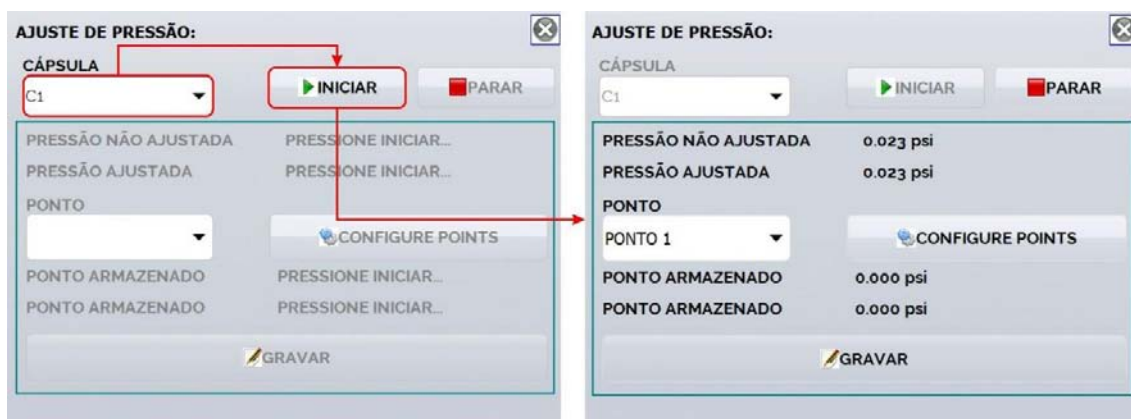 AJUSTE DE PRESSÃO:
CÁPSULA
C1
INICIAR
PARAR
PRESSÃO NÃO AJUSTADA PRESSIONE INICIAR...
PRESSÃO AJUSTADA PRESSIONE INICIAR...
PONTO
CONFIGURE POINTS
PONTO ARMAZENADO PRESSIONE INICIAR...
PONTO ARMAZENADO PRESSIONE INICIAR...
GRAVAR
AJUSTE DE PRESSÃO:
CÁPSULA
C1
INICIAR
PARAR
PRESSÃO NÃO AJUSTADA 0.023 psi
PRESSÃO AJUSTADA 0.023 psi
PONTO
PONTO 1
CONFIGURE POINTS
PONTO ARMAZENADO 0.000 psi
PONTO ARMAZENADO 0.000 psi
GRAVAR